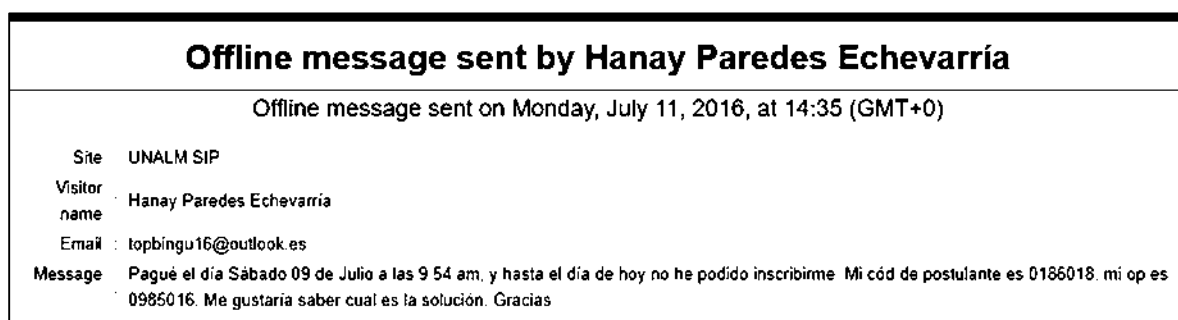 Offline message sent by Hanay Paredes Echevarría
Offline message sent on Monday, July 11, 2016, at 14:35 (GMT+0)
Site UNALM SIP
Visitor name : Hanay Paredes Echevarría
Email : topbingu16@outlook.es
Message : Pagué el día Sábado 09 de Julio a las 9 54 am, y hasta el día de hoy no he podido inscribirme. Mi cód de postulante es 0186018. mi op es
0985016. Me gustaría saber cual es la solución. Gracias